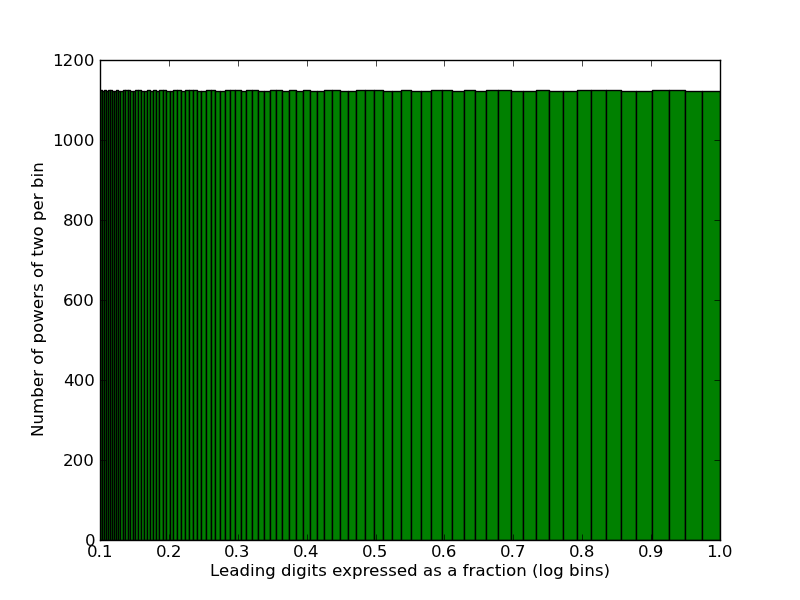 1200
1000
800
600
400
200
0
Number of powers of two per bin
0.1 0.2 0.3 0.4 0.5 0.6 0.7 0.8 0.9 1.0
Leading digits expressed as a fraction (log bins)